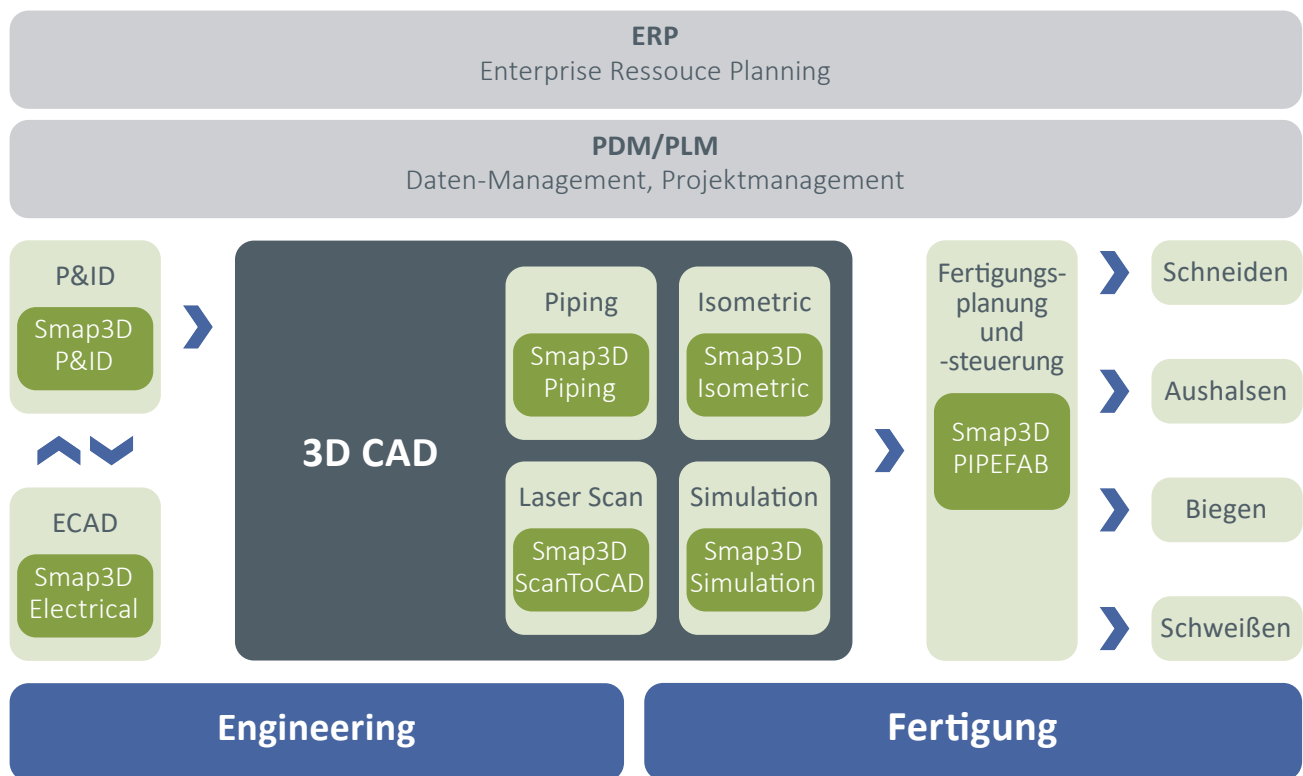 ERP
Enterprise Ressouce Planning
PDM/PLM
Daten-Management, Projektmanagement
P&ID
Smap3D
P&ID
ECAD
Smap3D
Electrical
3D CAD
Piping
Smap3D
Piping
Isometric
Smap3D
Isometric
Laser Scan
Smap3D
ScanToCAD
Simulation
Smap3D
Simulation
Fertigungs-
planung
und
-steuerung
Smap3D
PIPEFAB
Schneiden
Aushalsen
Biegen
Schweißen
Engineering
Fertigung